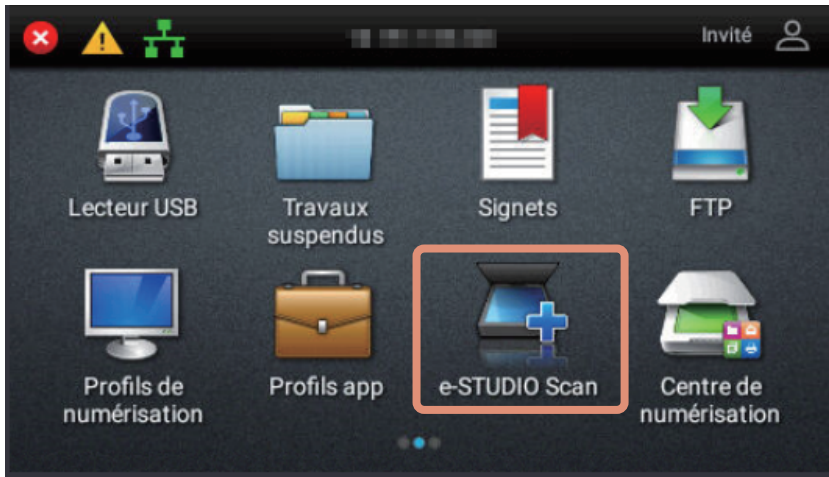 Invité
Lecteur USB
Travaux
suspendus
Signets
FTP
Profils de
numérisation
Profils app
e-STUDIO Scan
Centre de
numérisation